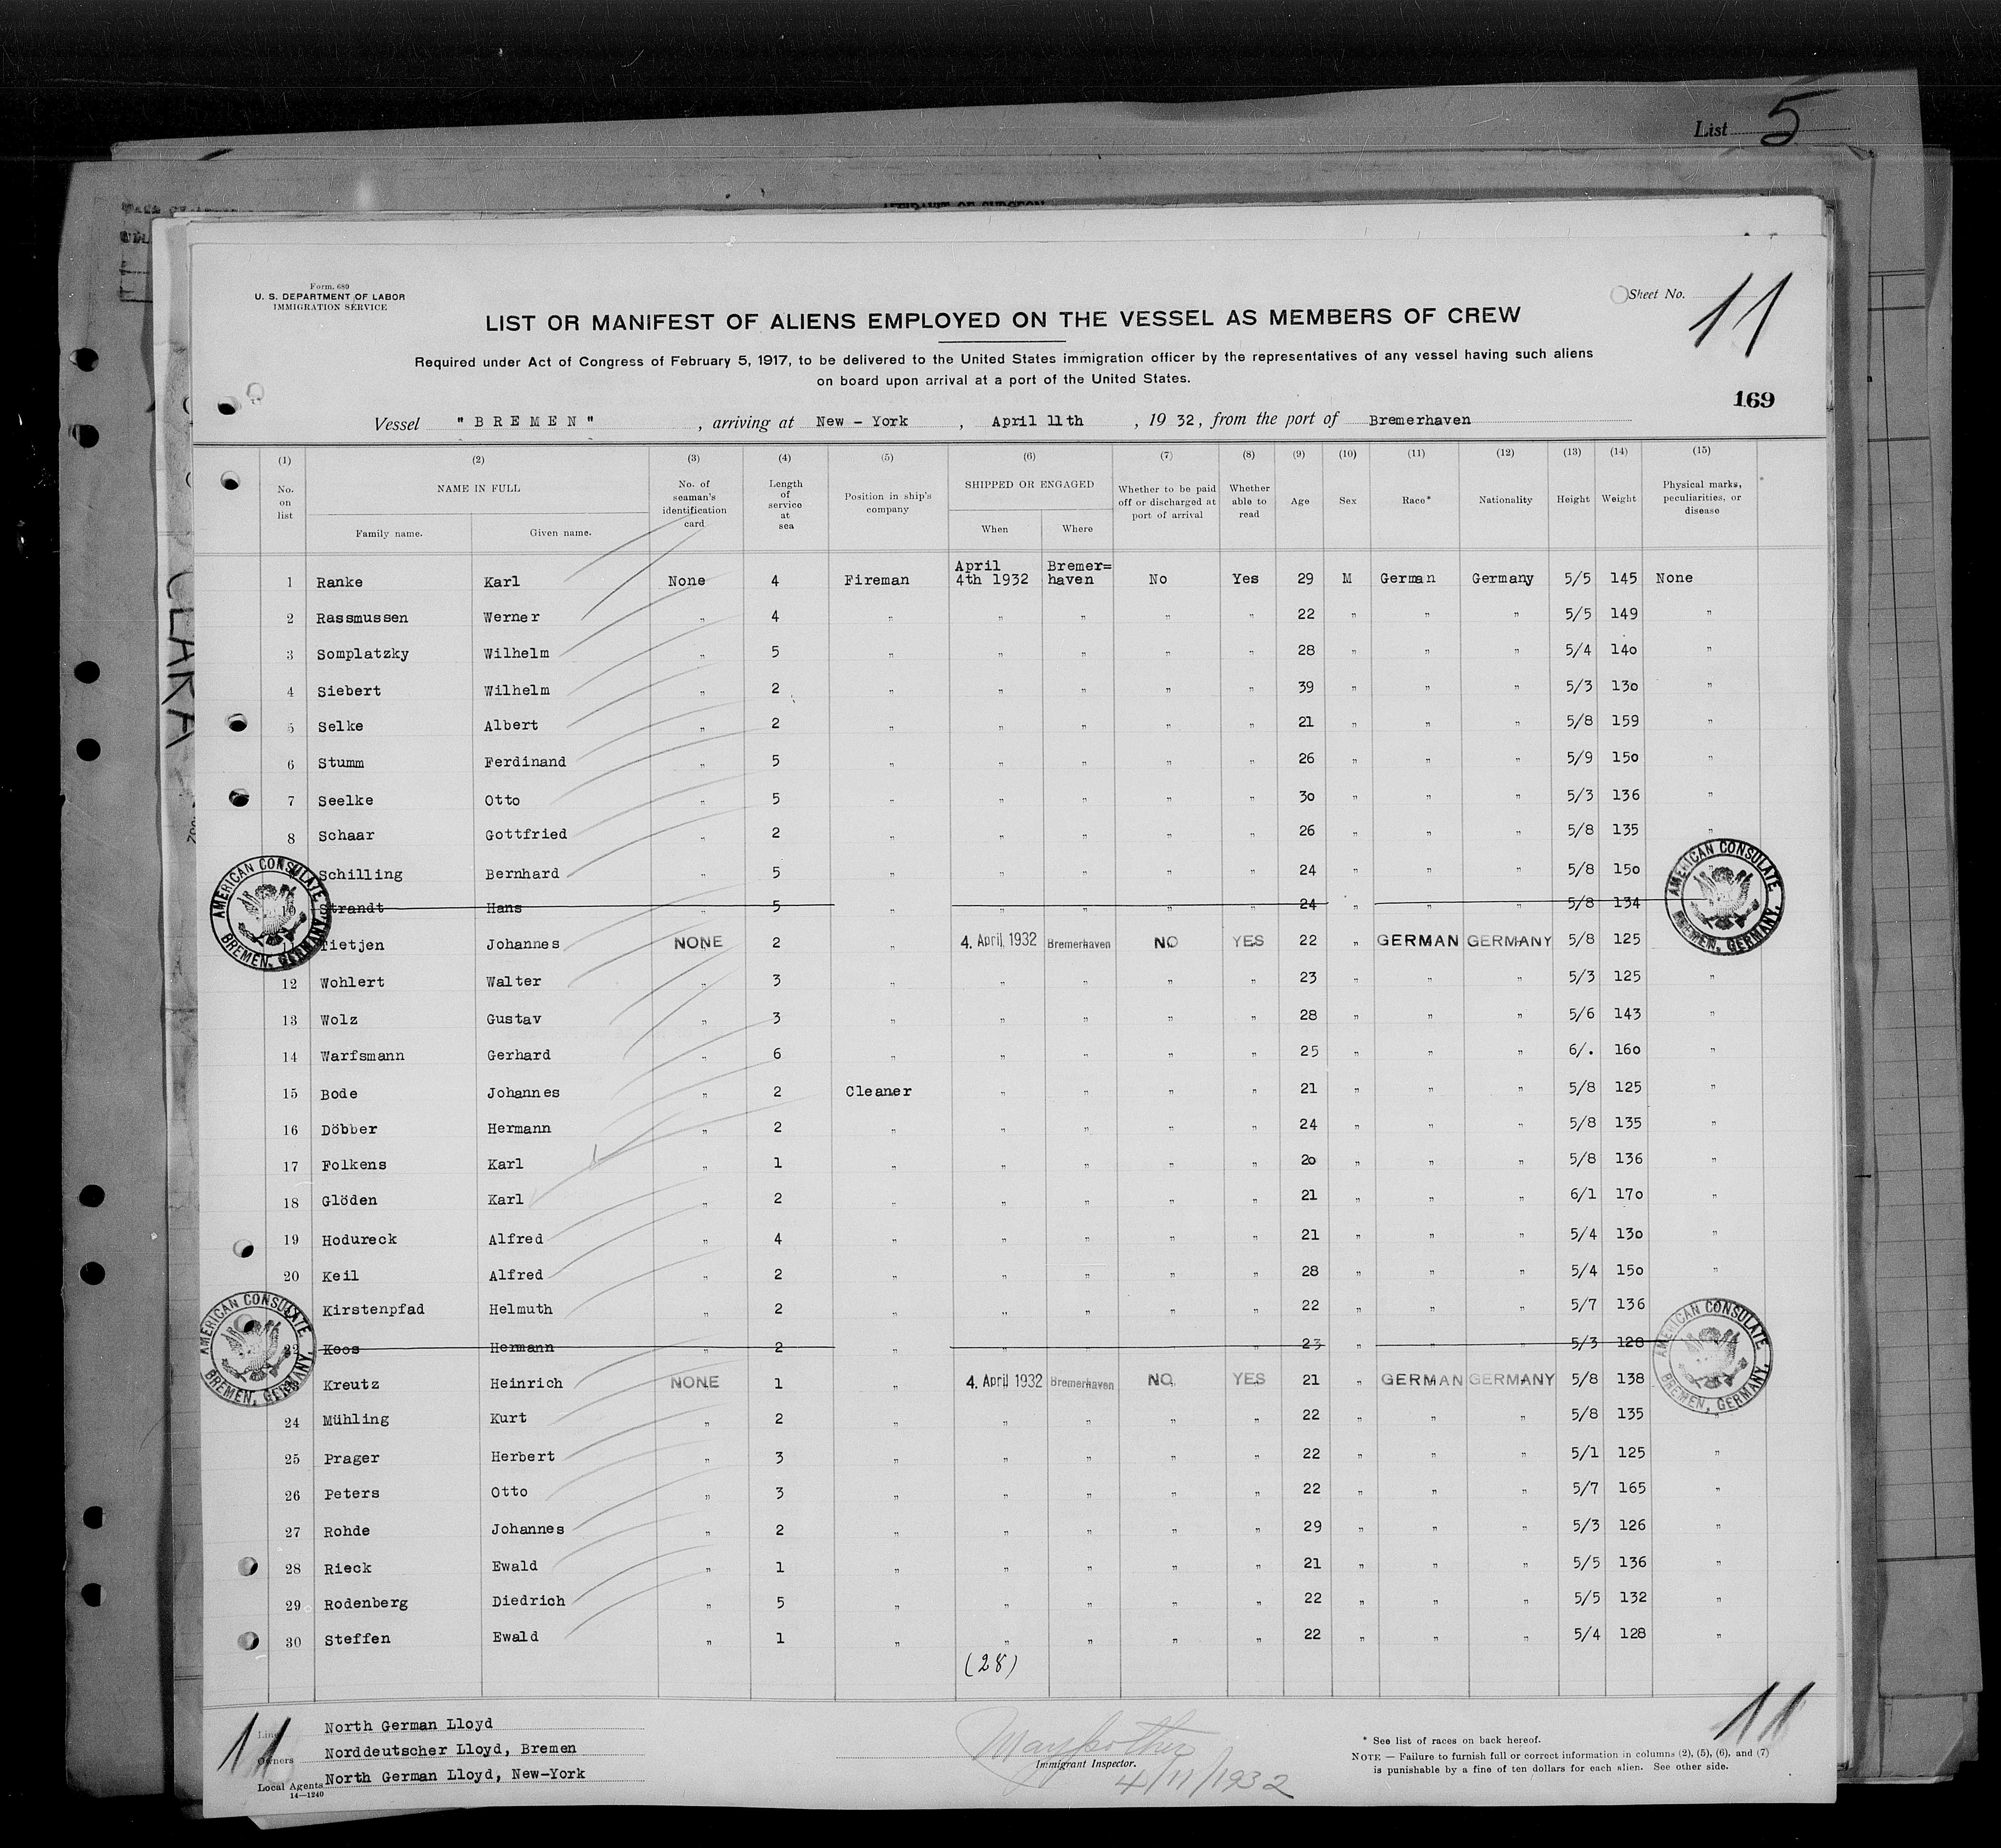 List 5
AFFIDAVIT OF SURGEON
CLARA
Form. 680
U. S. DEPARTMENT OF LABOR
IMMIGRATION SERVICE
Sheet No. 11
LIST OR MANIFEST OF ALIENS EMPLOYED ON THE VESSEL AS MEMBERS OF CREW
Required under Act of Congress of February 5, 1917, to be delivered to the United States immigration officer by the representatives of any vessel having such aliens
on board upon arrival at a port of the United States.
169
Vessel "BREMEN", arriving at New - York, April 11th, 1932, from the port of Bremerhaven
(1) (2) (3) (4) (5) (6) (7) (8) (9) (10) (11) (12) (13) (14) (15)
No. on list NAME IN FULL Family name. Given name. No. of seaman's identification card Length of service at sea Position in ship's company SHIPPED OR ENGAGED When Where Whether to be paid off or discharged at port of arrival Whether able to read Age Sex Race* Nationality Height Weight Physical marks, peculiarities, or disease
1 Ranke Karl None 4 Fireman April 4th 1932 Bremer=haven No Yes 29 M German Germany 5/5 145 None
2 Rassmussen Werner " 4 " " " " " 22 " " " 5/5 149 "
3 Somplatzky Wilhelm " 5 " " " " " 28 " " " 5/4 140 "
4 Siebert Wilhelm " 2 " " " " " 39 " " " 5/3 130 "
5 Selke Albert " 2 " " " " " 21 " " " 5/8 159 "
6 Stumm Ferdinand " 5 " " " " " 26 " " " 5/9 150 "
7 Seelke Otto " 5 " " " " " 30 " " " 5/3 136 "
8 Schaar Gottfried " 2 " " " " " 26 " " " 5/8 135 "
Schilling Bernhard " 5 " " " " " 24 " " " 5/8 150
10 Strandt Hans " 5 " " " " " 24 " " " 5/8 134
11 Tietjen Johannes NONE 2 " 4. April 1932 Bremerhaven NO YES 22 " GERMAN GERMANY 5/8 125
12 Wohlert Walter " 3 " " " " " 23 " " " 5/3 125 "
13 Wolz Gustav " 3 " " " " " 28 " " " 5/6 143 "
14 Warfsmann Gerhard " 6 " " " " " 25 " " " 6/. 160 "
15 Bode Johannes " 2 Cleaner " " " " 21 " " " 5/8 125 "
16 Döbber Hermann " 2 " " " " " 24 " " " 5/8 135 "
17 Folkens Karl " 1 " " " " " 20 " " " 5/8 136 "
18 Glöden Karl " 2 " " " " " 21 " " " 6/1 170 "
19 Hodureck Alfred " 4 " " " " " 21 " " " 5/4 130 "
20 Keil Alfred " 2 " " " " " 28 " " " 5/4 150 "
Kirstenpfad Helmuth " 2 " " " " " 22 " " " 5/7 136
22 Koos Hermann " 2 " " " " " 23 " " " 5/3 128
Kreutz Heinrich NONE 1 " 4. April 1932 Bremerhaven NO YES 21 " GERMAN GERMANY 5/8 138
24 Mühling Kurt " 2 " " " " " 22 " " " 5/8 135 "
25 Prager Herbert " 3 " " " " " 22 " " " 5/1 125 "
26 Peters Otto " 3 " " " " " 22 " " " 5/7 165 "
27 Rohde Johannes " 2 " " " " " 29 " " " 5/3 126 "
28 Rieck Ewald " 1 " " " " " 21 " " " 5/5 136 "
29 Rodenberg Diedrich " 5 " " " " " 22 " " " 5/5 132 "
30 Steffen Ewald " 1 " " " " " 22 " " " 5/4 128 "
(28)
AMERICAN CONSULATE BREMEN, GERMANY.
AMERICAN CONSULATE BREMEN, GERMANY.
AMERICAN CONSULATE BREMEN, GERMANY.
AMERICAN CONSULATE BREMEN, GERMANY.
11
11
Line North German Lloyd
Owners Norddeutscher Lloyd, Bremen
Local Agents North German Lloyd, New-York
14—1240
Immigrant Inspector.
4/11/1932
* See list of races on back hereof.
NOTE — Failure to furnish full or correct information in columns (2), (5), (6), and (7)
is punishable by a fine of ten dollars for each alien. See other side.